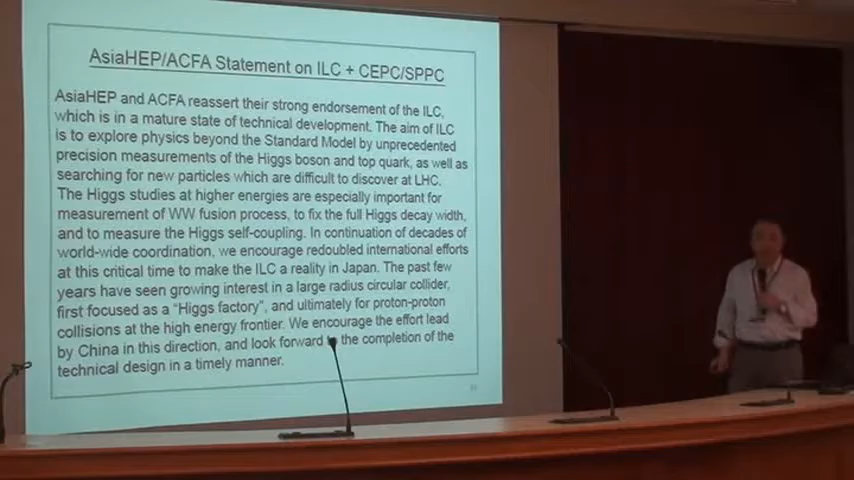 AsiaHEP/ACFA Statement on ILC + CEPC/SPPC
AsiaHEP and ACFA reassert their strong endorsement of the ILC,
which is in a mature state of technical development. The aim of ILC
is to explore physics beyond the Standard Model by unprecedented
precision measurements of the Higgs boson and top quark, as well as
searching for new particles which are difficult to discover at LHC.
The Higgs studies at higher energies are especially important for
measurement of WW fusion process, to fix the full Higgs decay width,
and to measure the Higgs self-coupling. In continuation of decades of
world-wide coordination, we encourage redoubled international efforts
at this critical time to make the ILC a reality in Japan. The past few
years have seen growing interest in a large radius circular collider,
first focused as a “Higgs factory”, and ultimately for proton-proton
collisions at the high energy frontier. We encourage the effort lead
by China in this direction, and look forward to the completion of the
technical design in a timely manner.